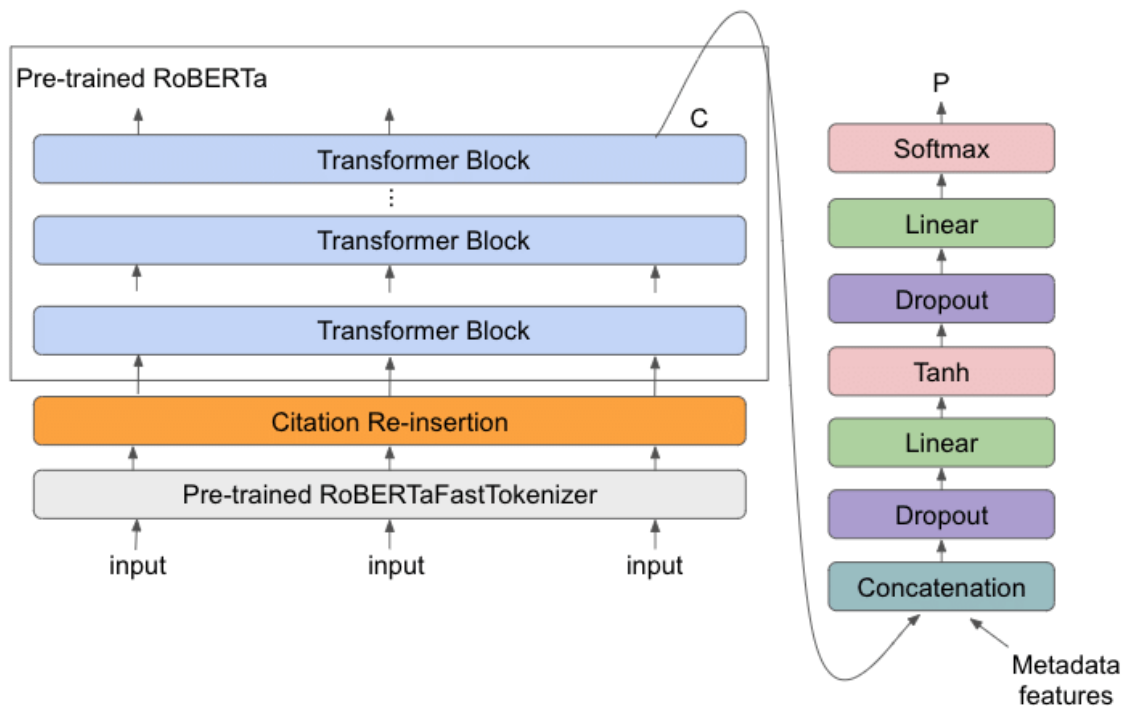 Pre-trained RoBERTa
C
Transformer Block
Transformer Block
Transformer Block
Citation Re-insertion
Pre-trained RoBERTaFastTokenizer
input
input
input
P
Softmax
Linear
Dropout
Tanh
Linear
Dropout
Concatenation
Metadata
features